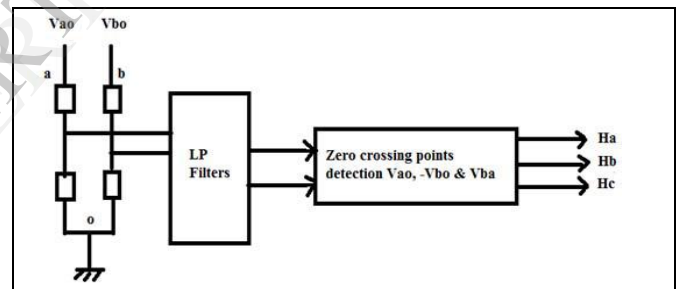 Vao Vbo
a b
LP
Filters
Zero crossing points
detection Vao, -Vbo & Vba
Ha
Hb
Hc
o